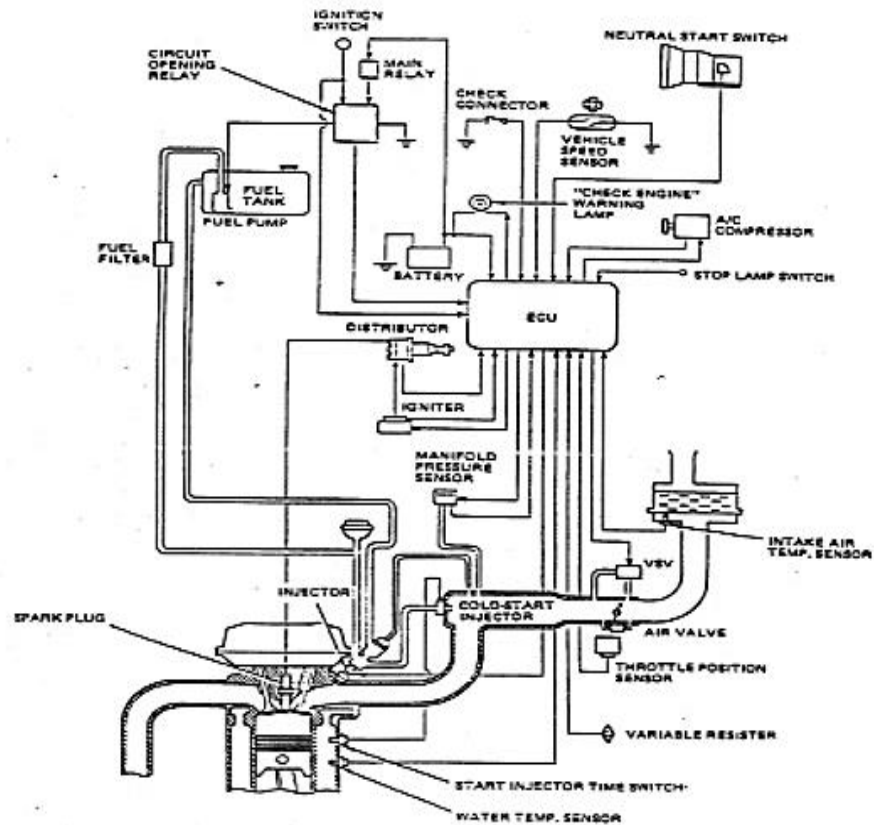 IGNITION
SWITCH
NEUTRAL START SWITCH
CIRCUIT
OPENING
RELAY
MAIN
RELAY
CHECK
CONNECTOR
VEHICLE
SPEED
SENSOR
FUEL
TANK
FUEL PUMP
"CHECK ENGINE"
WARNING
LAMP
A/C
COMPRESSOR
FUEL
FILTER
BATTERY
STOP LAMP SWITCH
ECU
DISTRIBUTOR
IGNITER
MANIFOLD
PRESSURE
SENSOR
INTAKE AIR
TEMP. SENSOR
VSV
INJECTOR
COLD-START
INJECTOR
SPARK PLUG
AIR VALVE
THROTTLE POSITION
SENSOR
VARIABLE RESISTER
START INJECTOR TIME SWITCH
WATER TEMP. SENSOR